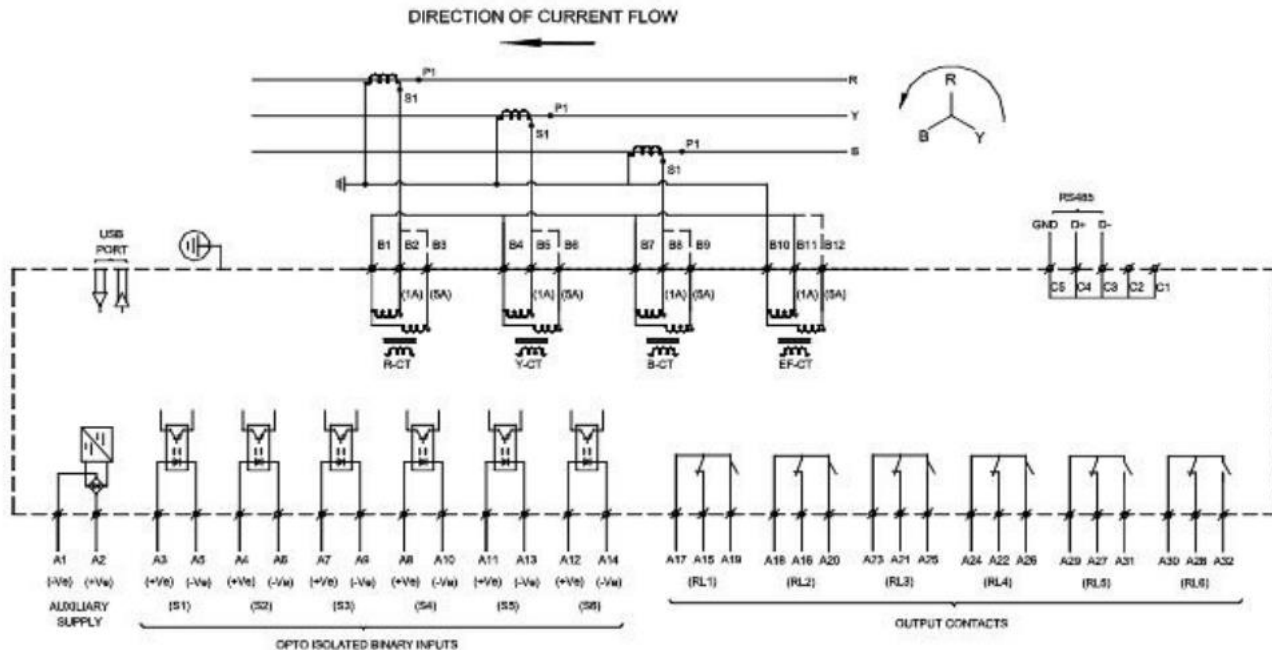 DIRECTION OF CURRENT FLOW
P1 R
S1
P1 Y
S1
P1 B
S1
R
B Y
USB
PORT
RS485
GND D+ D-
B1 B2 B3 B4 B5 B6 B7 B8 B9 B10 B11 B12
C5 C4 C3 C2 C1
(1A) (5A) (1A) (5A) (1A) (5A) (1A) (5A)
R-CT Y-CT B-CT EF-CT
A1 A2 A3 A5 A4 A6 A7 A9 A8 A10 A11 A13 A12 A14 A17 A15 A19 A18 A16 A20 A23 A21 A25 A24 A22 A26 A29 A27 A31 A30 A28 A32
(-Ve) (+Ve) (+Ve) (-Ve) (+Ve) (-Ve) (+Ve) (-Ve) (+Ve) (-Ve) (+Ve) (-Ve) (+Ve) (-Ve) (RL1) (RL2) (RL3) (RL4) (RL5) (RL6)
AUXILIARY
SUPPLY
(S1) (S2) (S3) (S4) (S5) (S6)
OUTPUT CONTACTS
OPTO ISOLATED BINARY INPUTS